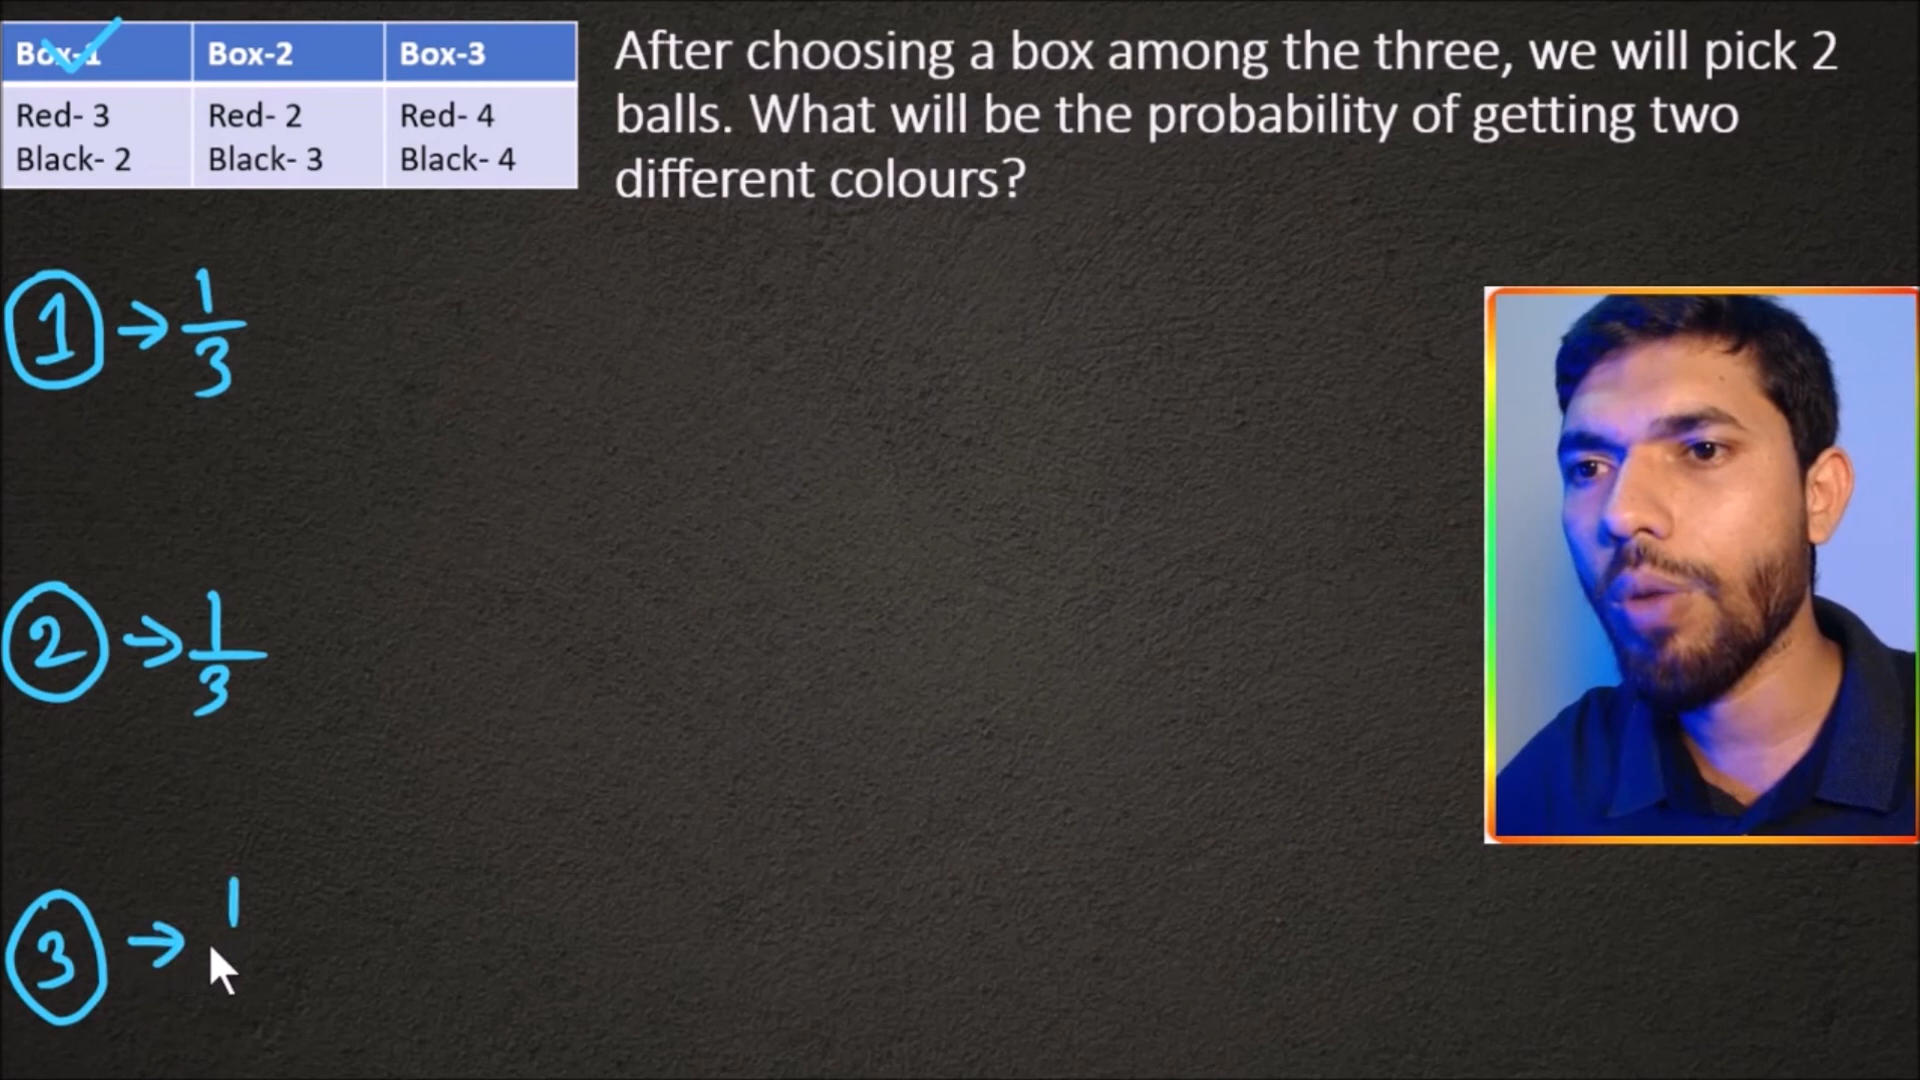 Box-1 Box-2 Box-3
Red- 3 Red- 2 Red- 4
Black- 2 Black- 3 Black- 4
After choosing a box among the three, we will pick 2
balls. What will be the probability of getting two
different colours?
1 → 1/3
2 → 1/3
3 → 1